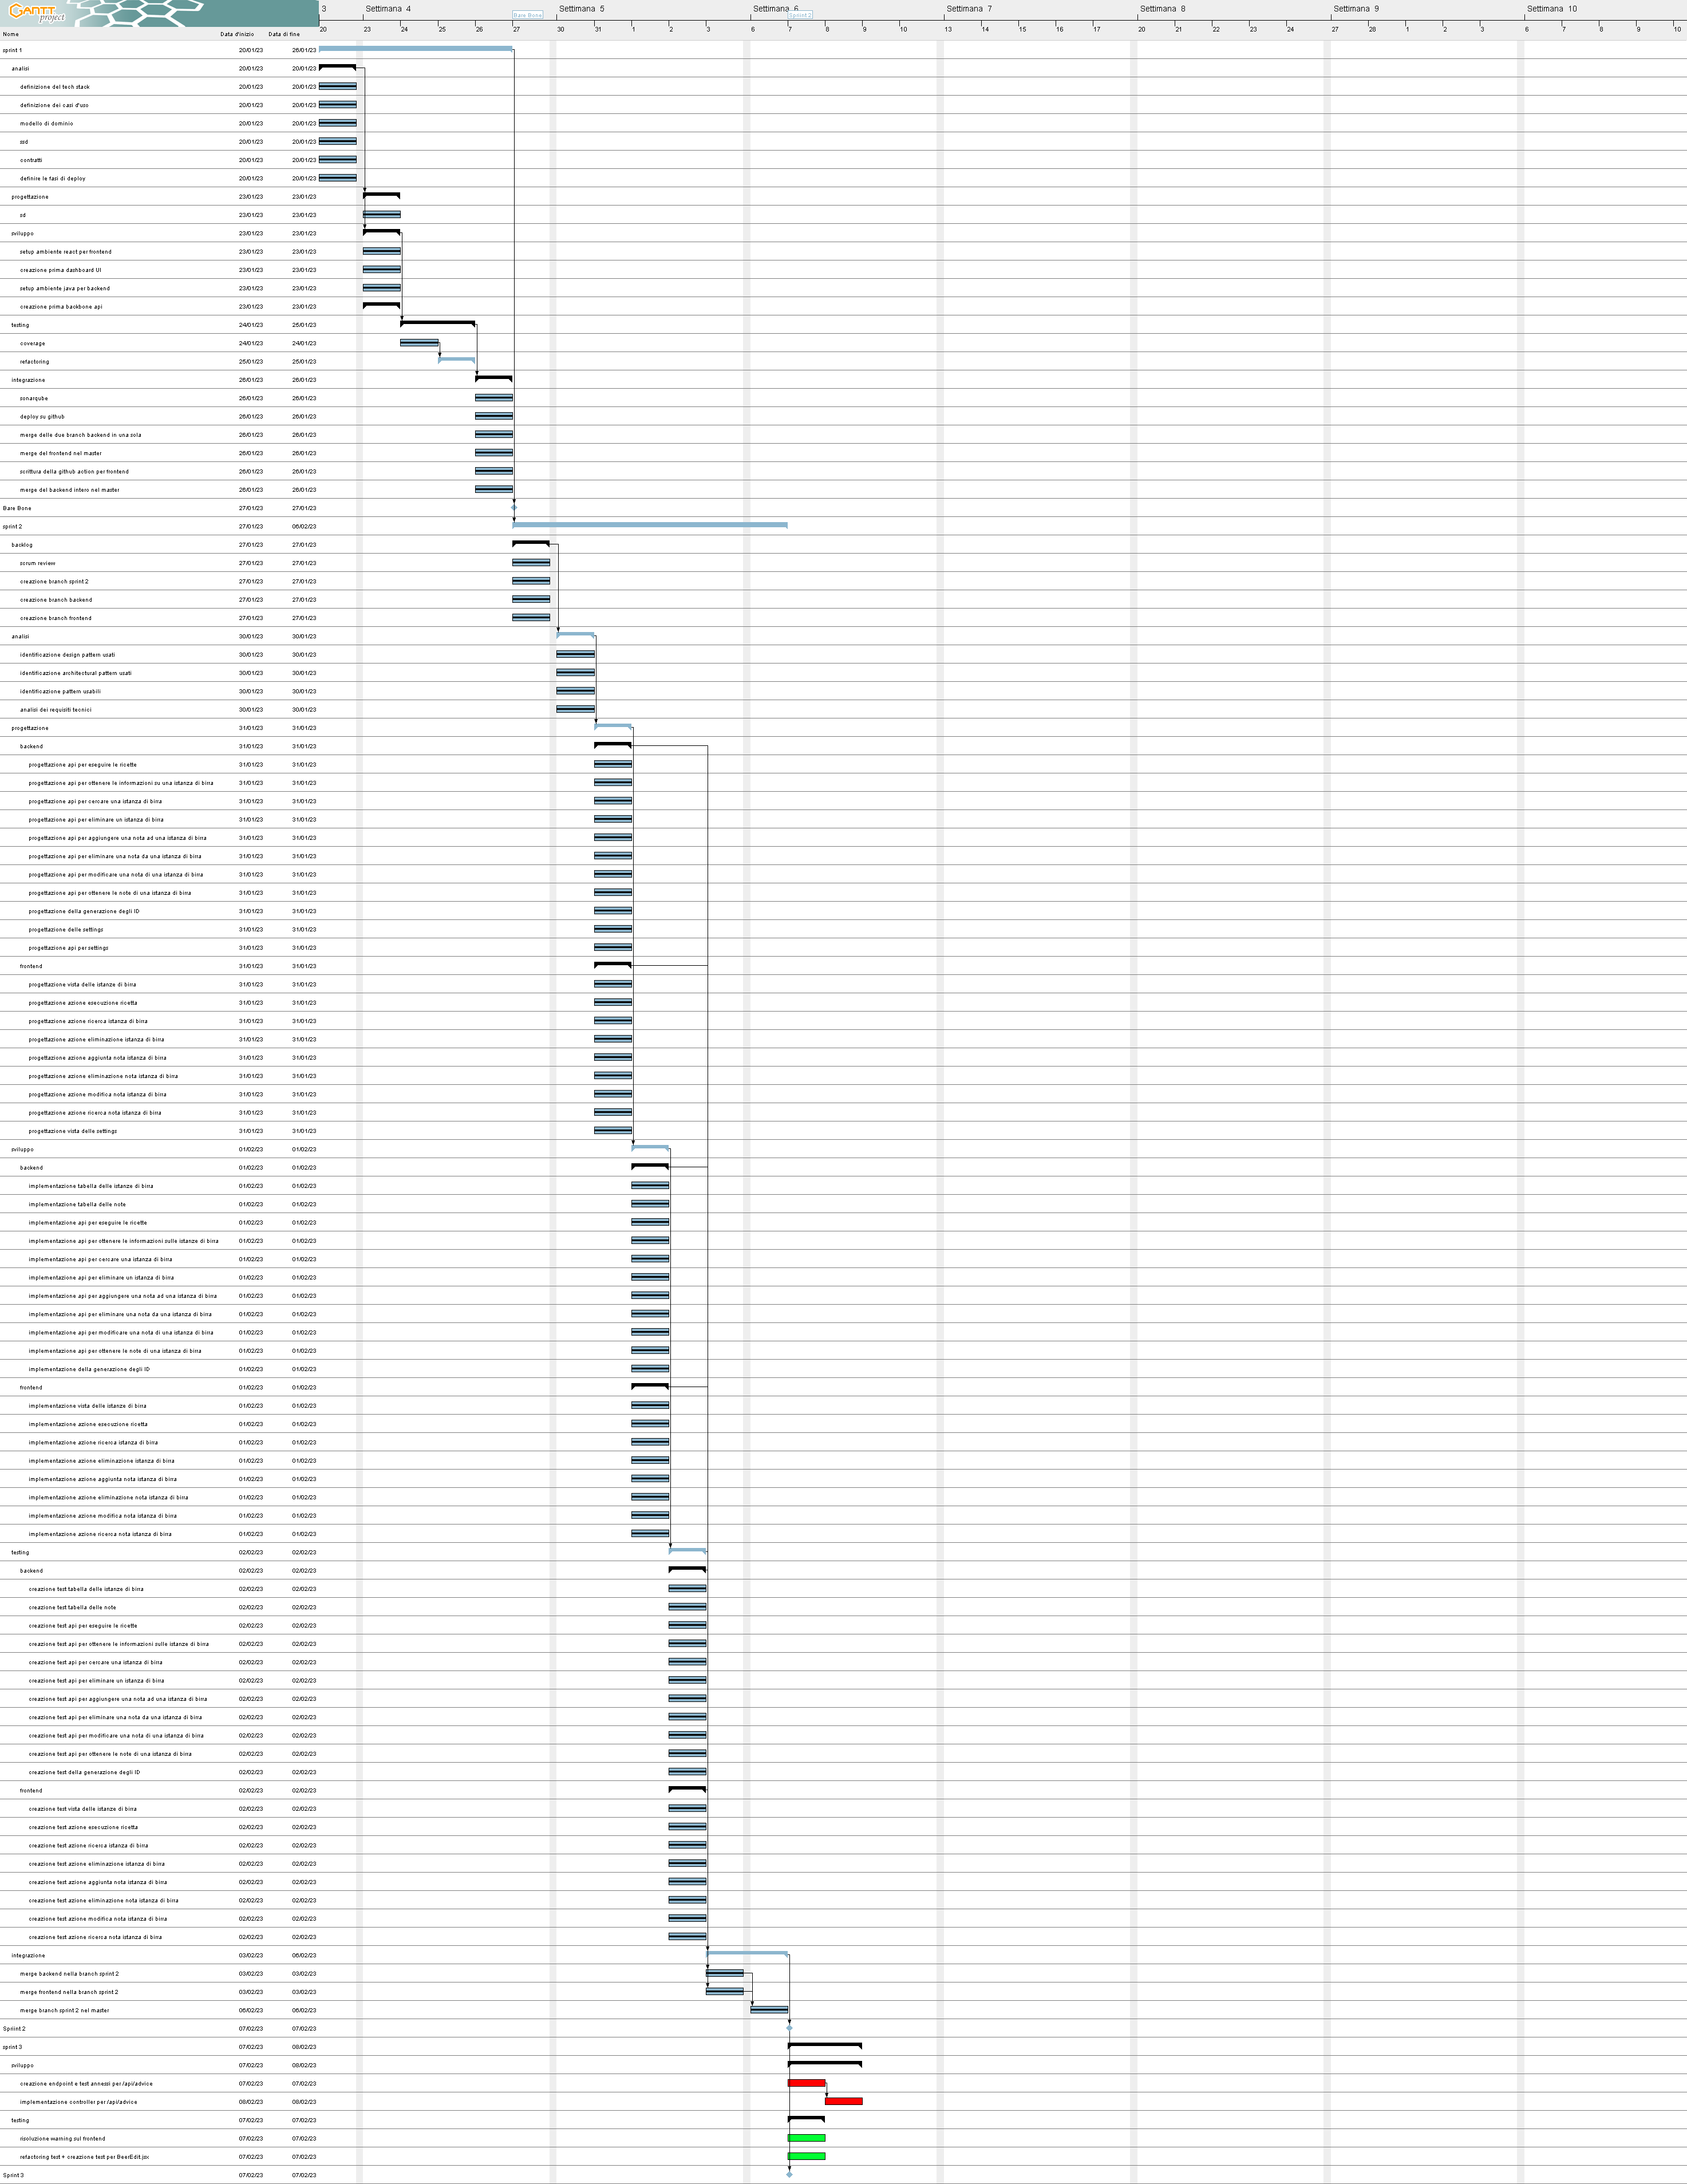 GANTT project
3 Settimana 4 Settimana 5 Settimana 6 Settimana 7 Settimana 8 Settimana 9 Settimana 10
Bare Bone Sprint 2
20 23 24 25 26 27 30 31 1 2 3 6 7 8 9 10 13 14 15 16 17 20 21 22 23 24 27 28 1 2 3 6 7 8 9 10
Nome Data d'inizio Data di fine
sprint 1 20/01/23 26/01/23
analisi 20/01/23 20/01/23
definizione del tech stack 20/01/23 20/01/23
definizione dei casi d'uso 20/01/23 20/01/23
modello di dominio 20/01/23 20/01/23
ssd 20/01/23 20/01/23
contratti 20/01/23 20/01/23
definire le fasi di deploy 20/01/23 20/01/23
progettazione 23/01/23 23/01/23
sd 23/01/23 23/01/23
sviluppo 23/01/23 23/01/23
setup ambiente react per frontend 23/01/23 23/01/23
creazione prima dashboard UI 23/01/23 23/01/23
setup ambiente java per backend 23/01/23 23/01/23
creazione prima backbone api 23/01/23 23/01/23
testing 24/01/23 25/01/23
coverage 24/01/23 24/01/23
refactoring 25/01/23 25/01/23
integrazione 26/01/23 26/01/23
sonarqube 26/01/23 26/01/23
deploy su github 26/01/23 26/01/23
merge delle due branch backend in una sola 26/01/23 26/01/23
merge del frontend nel master 26/01/23 26/01/23
scrittura della github action per frontend 26/01/23 26/01/23
merge del backend intero nel master 26/01/23 26/01/23
Bare Bone 27/01/23 27/01/23
sprint 2 27/01/23 06/02/23
backlog 27/01/23 27/01/23
scrum review 27/01/23 27/01/23
creazione branch sprint 2 27/01/23 27/01/23
creazione branch backend 27/01/23 27/01/23
creazione branch frontend 27/01/23 27/01/23
analisi 30/01/23 30/01/23
identificazione design pattern usati 30/01/23 30/01/23
identificazione architectural pattern usati 30/01/23 30/01/23
identificazione pattern usabili 30/01/23 30/01/23
analisi dei requisiti tecnici 30/01/23 30/01/23
progettazione 31/01/23 31/01/23
backend 31/01/23 31/01/23
progettazione api per eseguire le ricette 31/01/23 31/01/23
progettazione api per ottenere le informazioni su una istanza di birra 31/01/23 31/01/23
progettazione api per cercare una istanza di birra 31/01/23 31/01/23
progettazione api per eliminare un istanza di birra 31/01/23 31/01/23
progettazione api per aggiungere una nota ad una istanza di birra 31/01/23 31/01/23
progettazione api per eliminare una nota da una istanza di birra 31/01/23 31/01/23
progettazione api per modificare una nota di una istanza di birra 31/01/23 31/01/23
progettazione api per ottenere le note di una istanza di birra 31/01/23 31/01/23
progettazione della generazione degli ID 31/01/23 31/01/23
progettazione delle settings 31/01/23 31/01/23
progettazione api per settings 31/01/23 31/01/23
frontend 31/01/23 31/01/23
progettazione vista delle istanze di birra 31/01/23 31/01/23
progettazione azione esecuzione ricetta 31/01/23 31/01/23
progettazione azione ricerca istanza di birra 31/01/23 31/01/23
progettazione azione eliminazione istanza di birra 31/01/23 31/01/23
progettazione azione aggiunta nota istanza di birra 31/01/23 31/01/23
progettazione azione eliminazione nota istanza di birra 31/01/23 31/01/23
progettazione azione modifica nota istanza di birra 31/01/23 31/01/23
progettazione azione ricerca nota istanza di birra 31/01/23 31/01/23
progettazione vista delle settings 31/01/23 31/01/23
sviluppo 01/02/23 01/02/23
backend 01/02/23 01/02/23
implementazione tabella delle istanze di birra 01/02/23 01/02/23
implementazione tabella delle note 01/02/23 01/02/23
implementazione api per eseguire le ricette 01/02/23 01/02/23
implementazione api per ottenere le informazioni sulle istanze di birra 01/02/23 01/02/23
implementazione api per cercare una istanza di birra 01/02/23 01/02/23
implementazione api per eliminare un istanza di birra 01/02/23 01/02/23
implementazione api per aggiungere una nota ad una istanza di birra 01/02/23 01/02/23
implementazione api per eliminare una nota da una istanza di birra 01/02/23 01/02/23
implementazione api per modificare una nota di una istanza di birra 01/02/23 01/02/23
implementazione api per ottenere le note di una istanza di birra 01/02/23 01/02/23
implementazione della generazione degli ID 01/02/23 01/02/23
frontend 01/02/23 01/02/23
implementazione vista delle istanze di birra 01/02/23 01/02/23
implementazione azione esecuzione ricetta 01/02/23 01/02/23
implementazione azione ricerca istanza di birra 01/02/23 01/02/23
implementazione azione eliminazione istanza di birra 01/02/23 01/02/23
implementazione azione aggiunta nota istanza di birra 01/02/23 01/02/23
implementazione azione eliminazione nota istanza di birra 01/02/23 01/02/23
implementazione azione modifica nota istanza di birra 01/02/23 01/02/23
implementazione azione ricerca nota istanza di birra 01/02/23 01/02/23
testing 02/02/23 02/02/23
backend 02/02/23 02/02/23
creazione test tabella delle istanze di birra 02/02/23 02/02/23
creazione test tabella delle note 02/02/23 02/02/23
creazione test api per eseguire le ricette 02/02/23 02/02/23
creazione test api per ottenere le informazioni sulle istanze di birra 02/02/23 02/02/23
creazione test api per cercare una istanza di birra 02/02/23 02/02/23
creazione test api per eliminare un istanza di birra 02/02/23 02/02/23
creazione test api per aggiungere una nota ad una istanza di birra 02/02/23 02/02/23
creazione test api per eliminare una nota da una istanza di birra 02/02/23 02/02/23
creazione test api per modificare una nota di una istanza di birra 02/02/23 02/02/23
creazione test api per ottenere le note di una istanza di birra 02/02/23 02/02/23
creazione test della generazione degli ID 02/02/23 02/02/23
frontend 02/02/23 02/02/23
creazione test vista delle istanze di birra 02/02/23 02/02/23
creazione test azione esecuzione ricetta 02/02/23 02/02/23
creazione test azione ricerca istanza di birra 02/02/23 02/02/23
creazione test azione eliminazione istanza di birra 02/02/23 02/02/23
creazione test azione aggiunta nota istanza di birra 02/02/23 02/02/23
creazione test azione eliminazione nota istanza di birra 02/02/23 02/02/23
creazione test azione modifica nota istanza di birra 02/02/23 02/02/23
creazione test azione ricerca nota istanza di birra 02/02/23 02/02/23
integrazione 03/02/23 06/02/23
merge backend nella branch sprint 2 03/02/23 03/02/23
merge frontend nella branch sprint 2 03/02/23 03/02/23
merge branch sprint 2 nel master 06/02/23 06/02/23
Spriint 2 07/02/23 07/02/23
sprint 3 07/02/23 08/02/23
sviluppo 07/02/23 08/02/23
creazione endpoint e test annessi per /api/advice 07/02/23 07/02/23
implementazione controller per /api/advice 08/02/23 08/02/23
testing 07/02/23 07/02/23
risoluzione warning sul frontend 07/02/23 07/02/23
refactoring test + creazione test per BeerEdit.jsx 07/02/23 07/02/23
Sprint 3 07/02/23 07/02/23